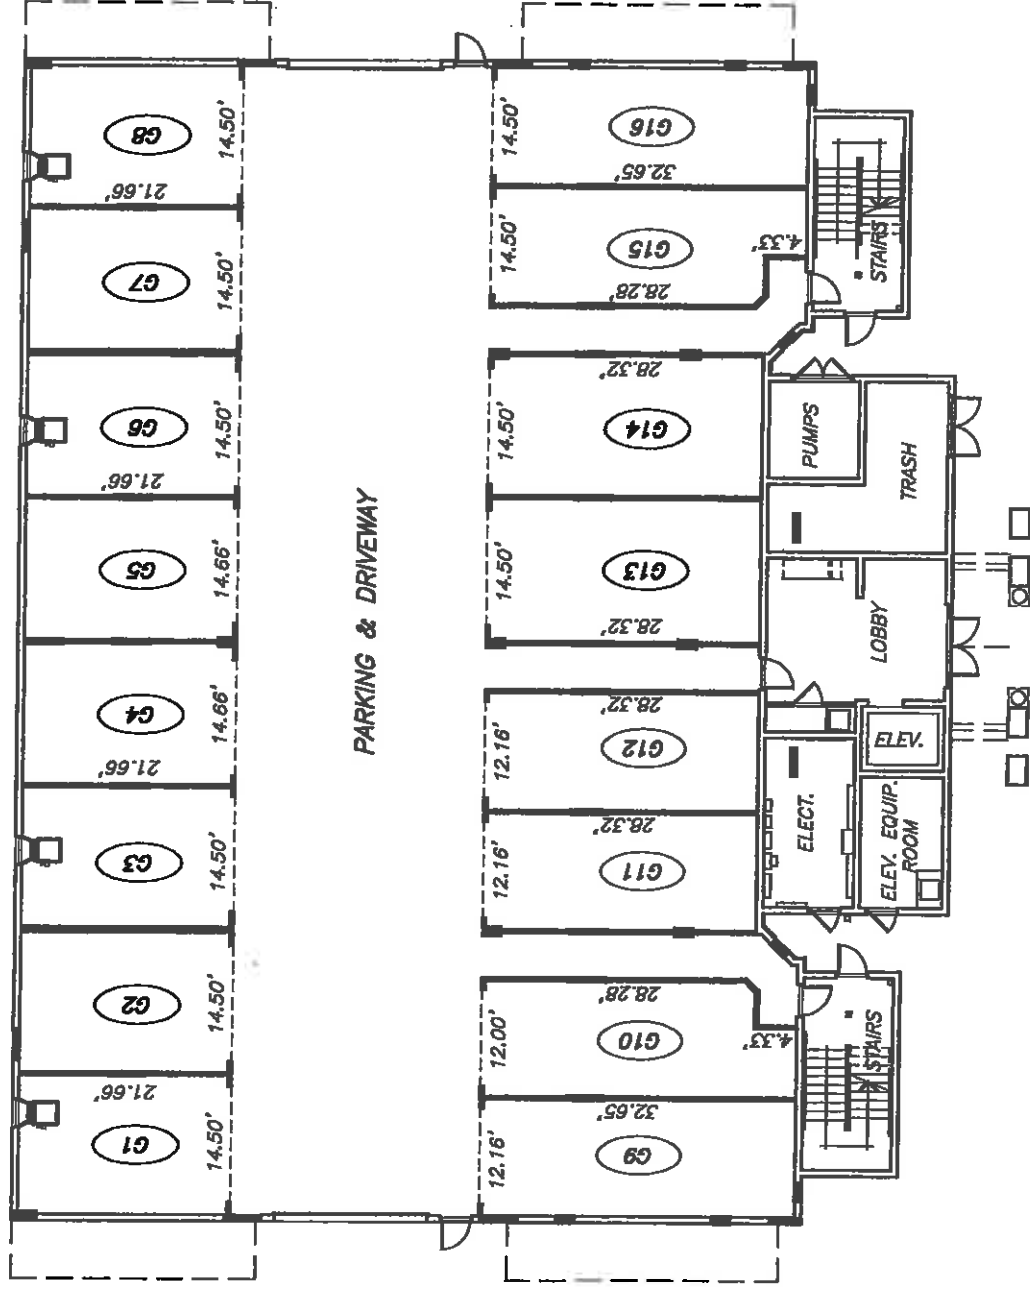 G8
14.50'
21.66'
G7
14.50'
G6
14.50'
21.66'
G5
14.66'
G4
14.66'
21.66'
G3
14.50'
G2
14.50'
21.66'
G1
14.50'
PARKING & DRIVEWAY
14.50'
G16
32.65'
14.50'
G15
4.33'
28.28'
STAIRS
28.32'
14.50'
G14
PUMPS
TRASH
14.50'
G13
28.32'
LOBBY
28.32'
12.16'
G12
ELEV.
28.32'
12.16'
G11
ELECT.
ELEV. EQUIP.
ROOM
28.28'
12.00'
G10
4.33'
STAIRS
32.65'
12.16'
G9